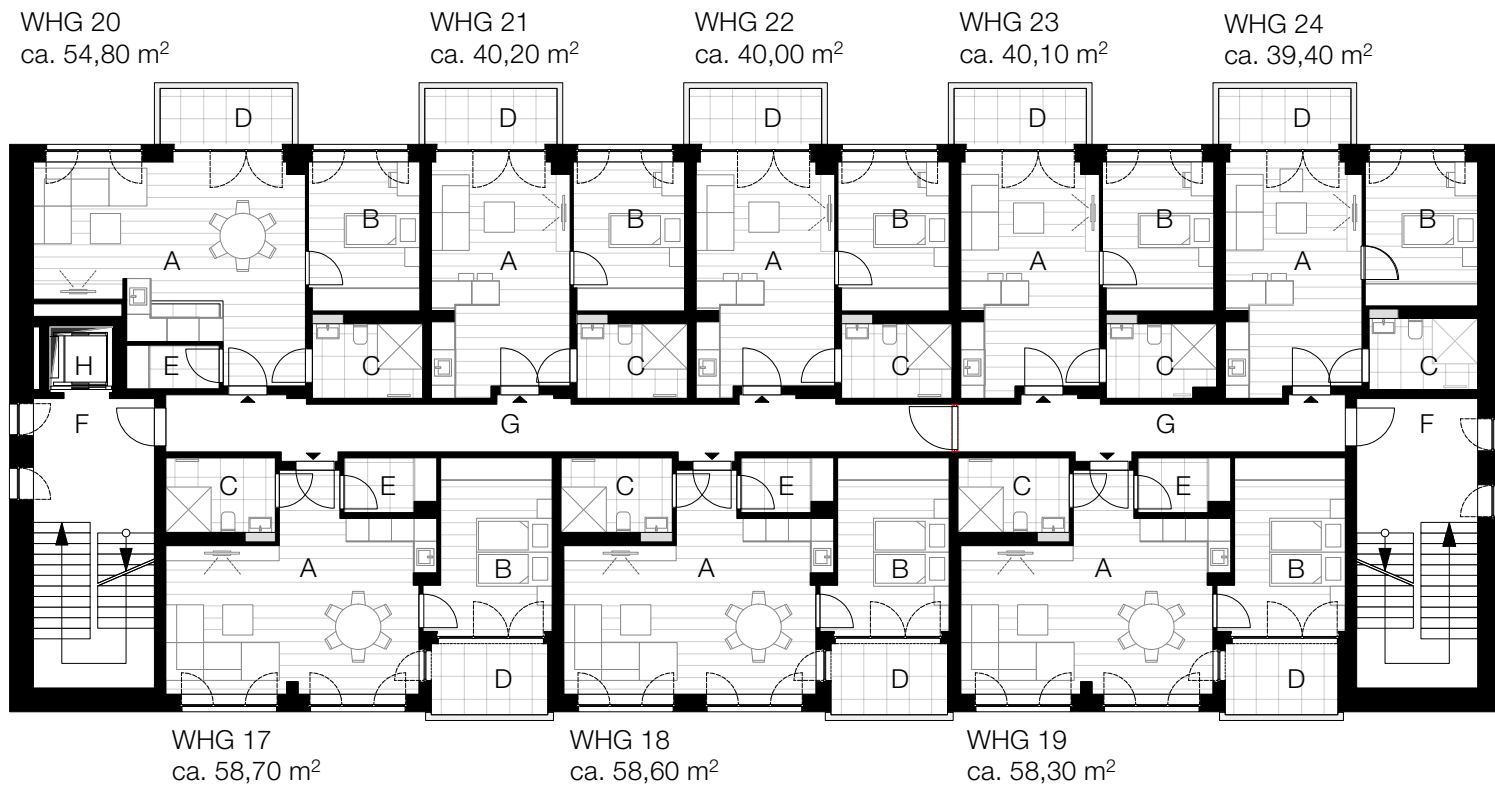 WHG 20
ca. 54,80 m²
WHG 21
ca. 40,20 m²
WHG 22
ca. 40,00 m²
WHG 23
ca. 40,10 m²
WHG 24
ca. 39,40 m²
D
D
D
D
D
A
B
A
B
A
B
A
B
A
B
H
E
C
C
C
C
C
F
G
G
F
C
E
C
E
C
E
A
B
A
B
A
B
D
D
D
WHG 17
ca. 58,70 m²
WHG 18
ca. 58,60 m²
WHG 19
ca. 58,30 m²